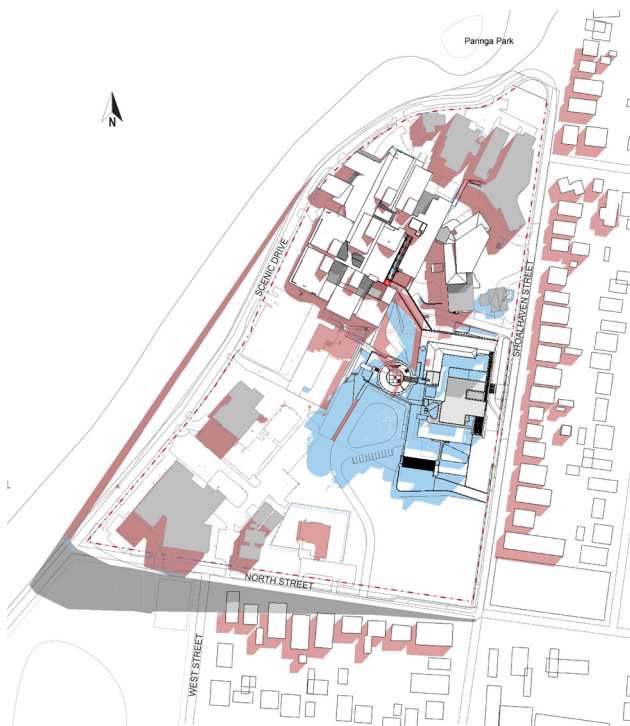 Paringa Park
N
SCENIC DRIVE
SHOALHAVEN STREET
NORTH STREET
WEST STREET